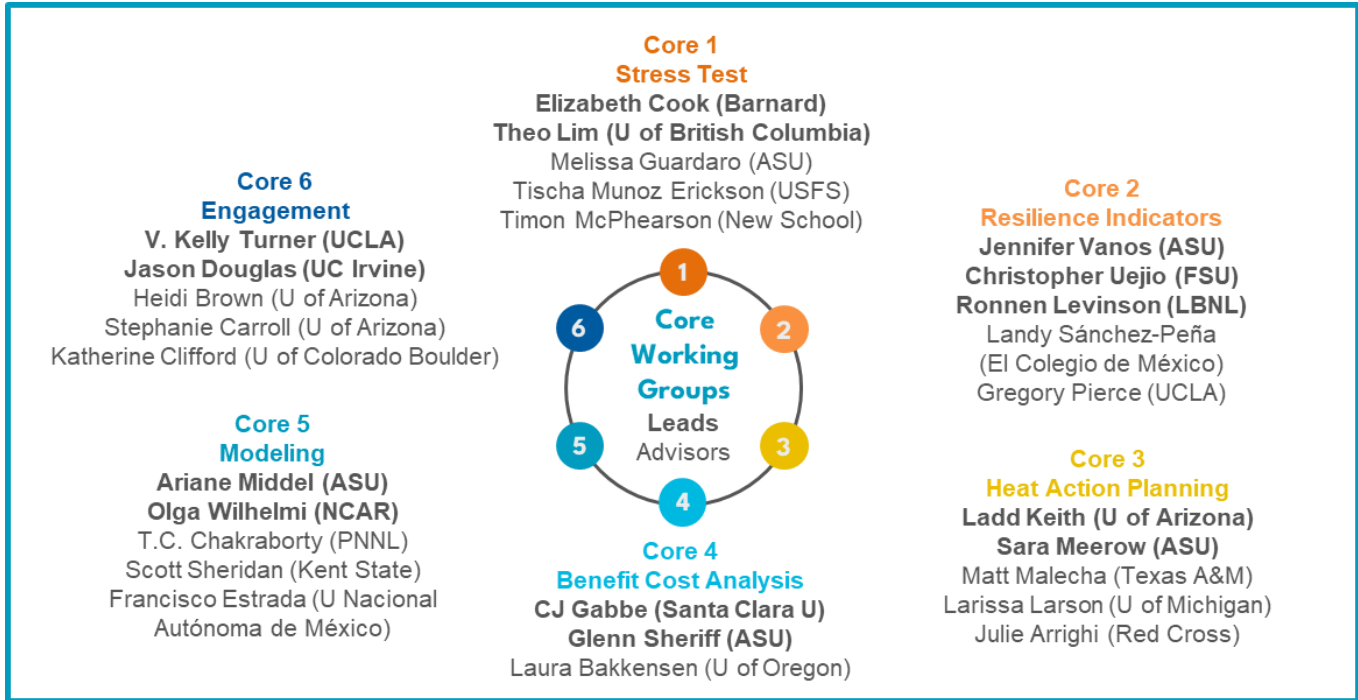 Core 1
Stress Test
Elizabeth Cook (Barnard)
Theo Lim (U of British Columbia)
Melissa Guardaro (ASU)
Tischa Munoz Erickson (USFS)
Timon McPhearson (New School)
Core 2
Resilience Indicators
Jennifer Vanos (ASU)
Christopher Uejio (FSU)
Ronnen Levinson (LBNL)
Landy Sánchez-Peña
(El Colegio de México)
Gregory Pierce (UCLA)
Core 3
Heat Action Planning
Ladd Keith (U of Arizona)
Sara Meerow (ASU)
Matt Malecha (Texas A&M)
Larissa Larson (U of Michigan)
Julie Arrighi (Red Cross)
Core 4
Benefit Cost Analysis
CJ Gabbe (Santa Clara U)
Glenn Sheriff (ASU)
Laura Bakkensen (U of Oregon)
Core 5
Modeling
Ariane Middel (ASU)
Olga Wilhelmi (NCAR)
T.C. Chakraborty (PNNL)
Scott Sheridan (Kent State)
Francisco Estrada (U Nacional
Autónoma de México)
Core 6
Engagement
V. Kelly Turner (UCLA)
Jason Douglas (UC Irvine)
Heidi Brown (U of Arizona)
Stephanie Carroll (U of Arizona)
Katherine Clifford (U of Colorado Boulder)
1
2
3
4
5
6
Core
Working
Groups
Leads
Advisors